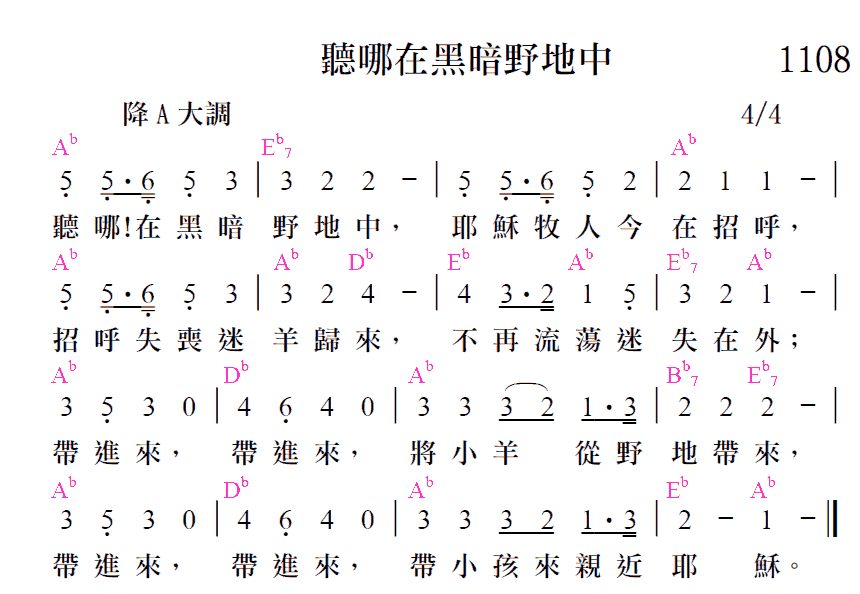 聽哪在黑暗野地中 1108
降A大調 4/4
A♭ E♭7 A♭
5̣ 5̣·6̣ 5̣ 3 | 3 2 2 － | 5̣ 5̣·6̣ 5̣ 2 | 2 1 1 － |
聽哪!在黑暗野地中，耶穌牧人今在招呼，
A♭ A♭ D♭ E♭ A♭ E♭7 A♭
5̣ 5̣·6̣ 5̣ 3 | 3 2 4 － | 4 3·2 1 5̣ | 3 2 1 － |
招呼失喪迷羊歸來，不再流蕩迷失在外；
A♭ D♭ A♭ B♭7 E♭7
3 5̣ 3 0 | 4 6̣ 4 0 | 3 3 3 2 1·3 | 2 2 2 － |
帶進來，帶進來，將小羊從野地帶來，
A♭ D♭ A♭ E♭ A♭
3 5̣ 3 0 | 4 6̣ 4 0 | 3 3 3 2 1·3 | 2 － 1 － ‖
帶進來，帶進來，帶小孩來親近耶穌。